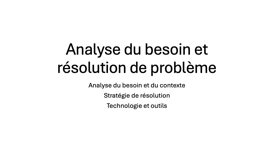 Analyse du besoin et
résolution de problème
Analyse du besoin et du contexte
Stratégie de résolution
Technologie et outils